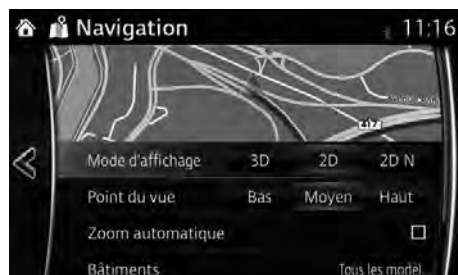 Navigation 11:16
417
Mode d'affichage 3D 2D 2D N
Point du vue Bas Moyen Haut
Zoom automatique
Bâtiments Tous les model.